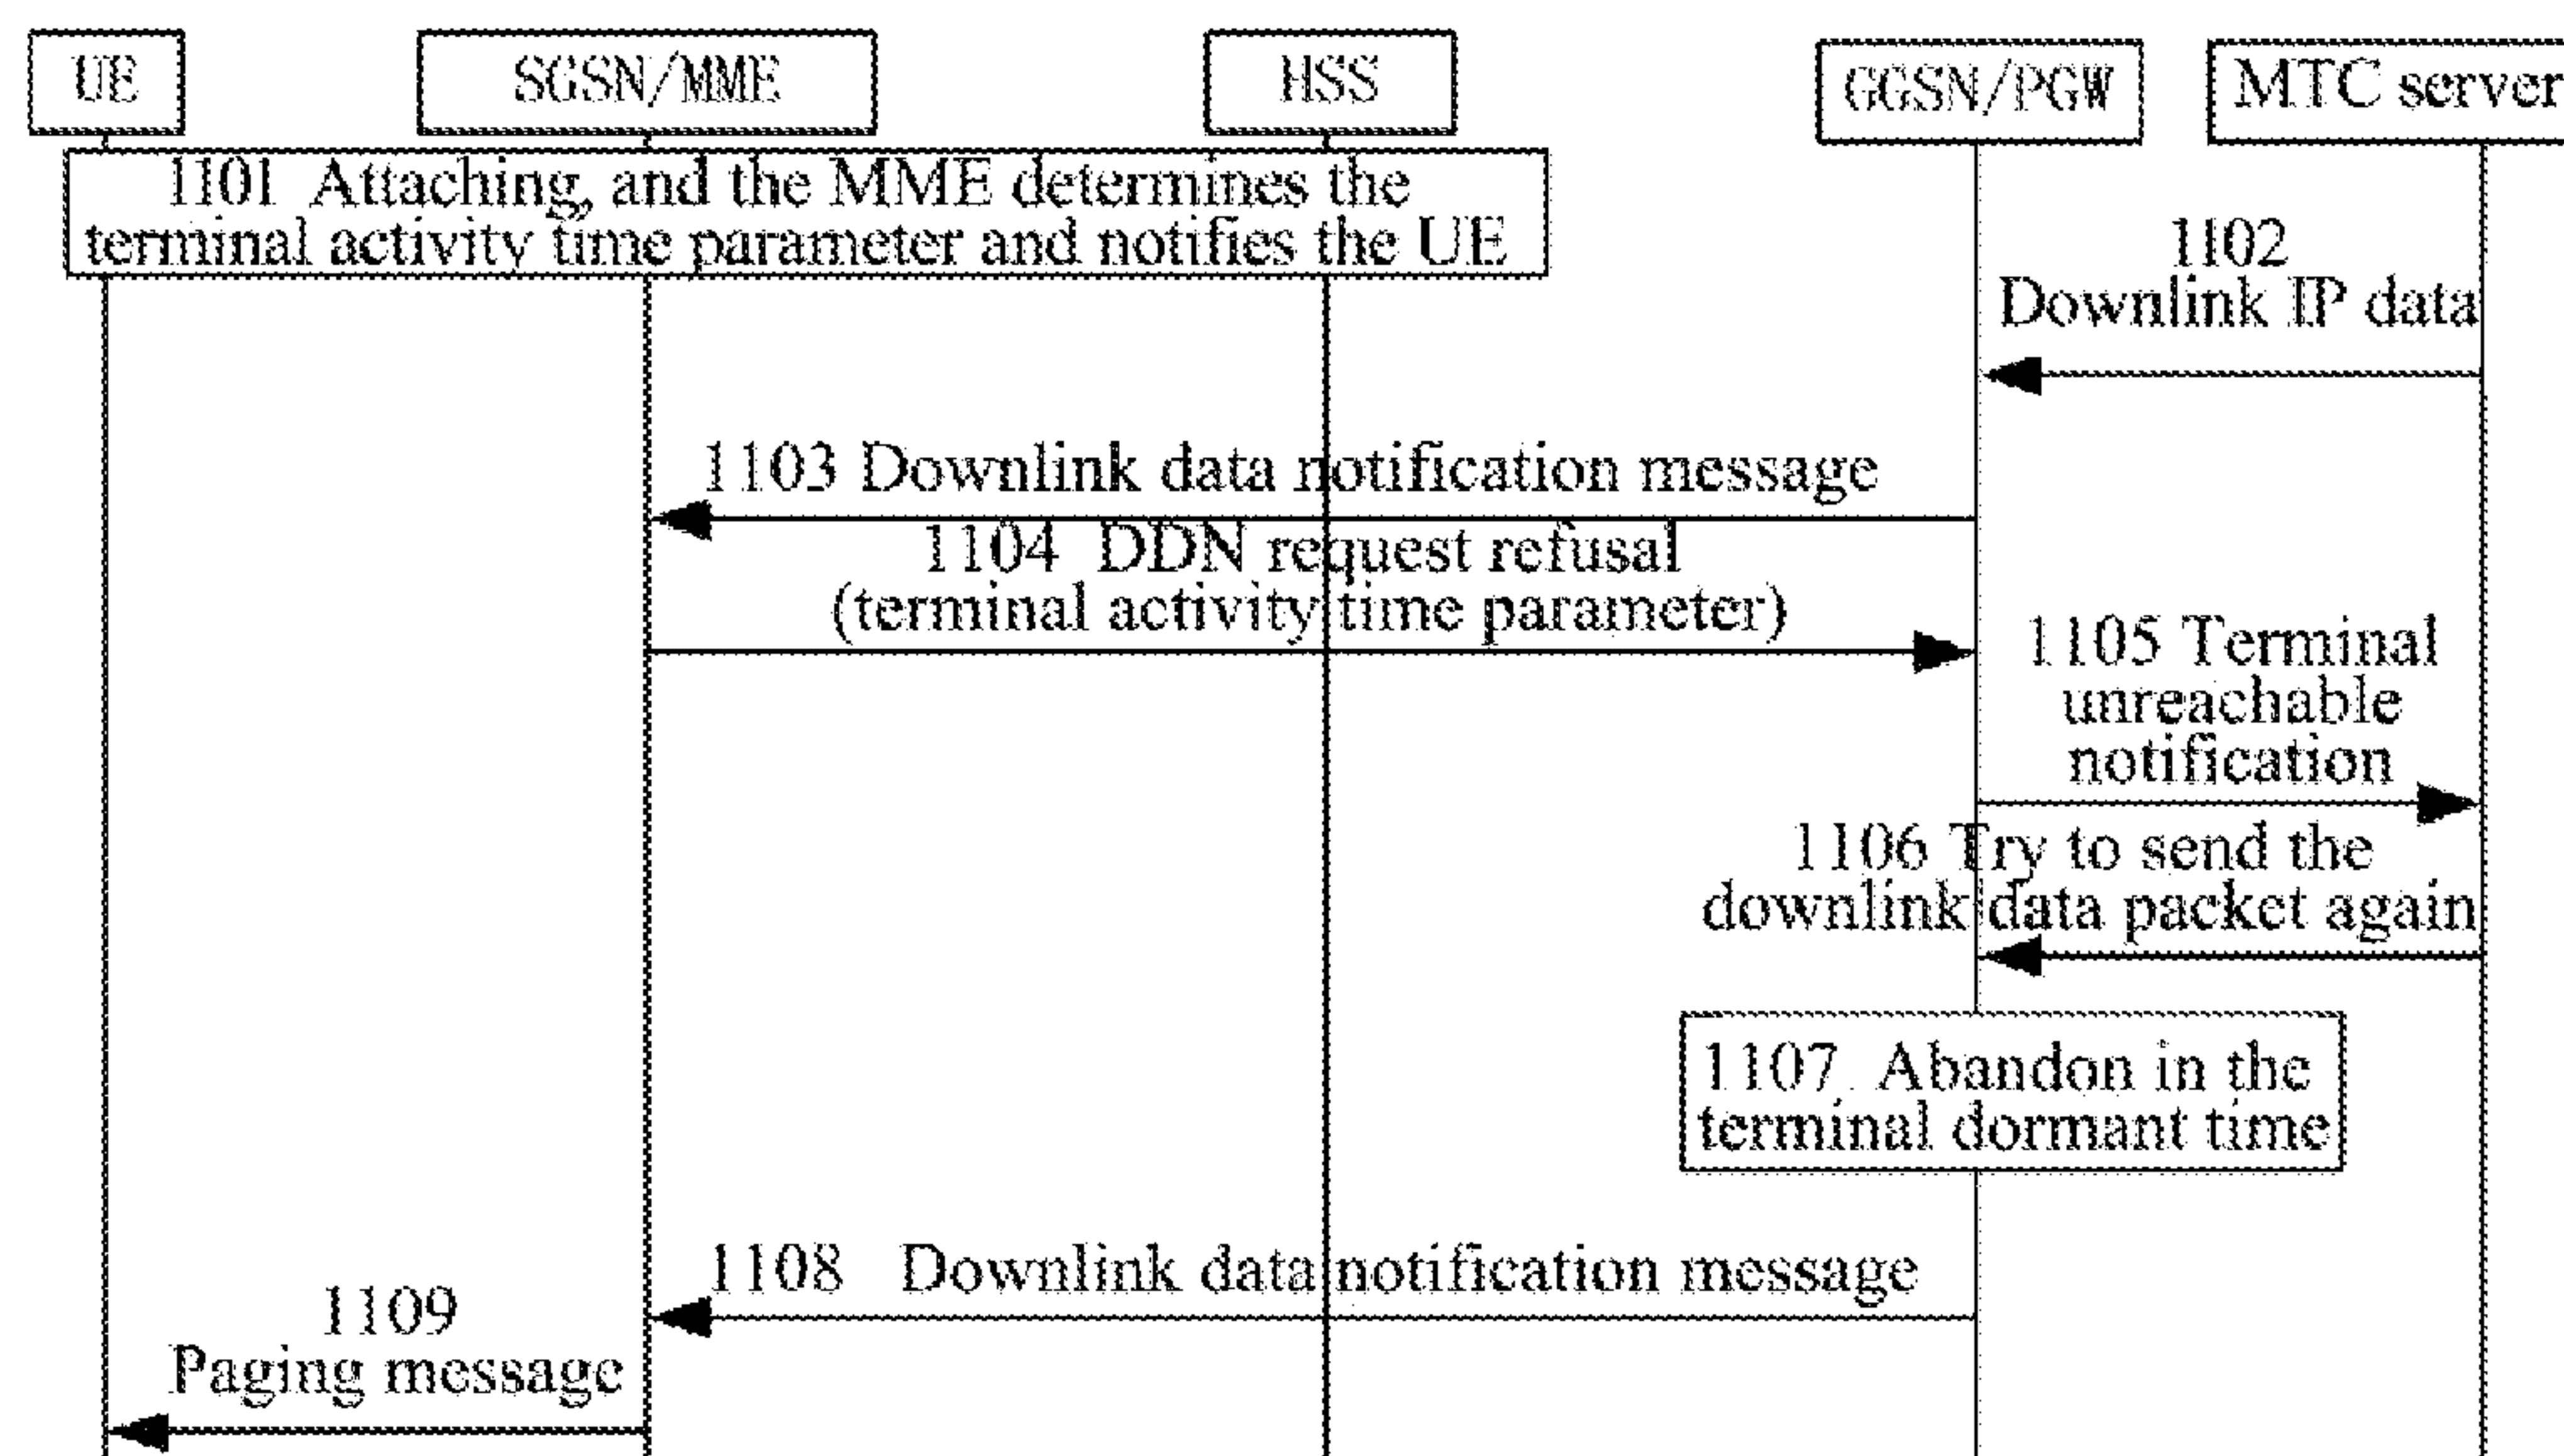 UE
SGSN/MME
HSS
GGSN/PGW
MTC server
1101 Attaching, and the MME determines the
terminal activity time parameter and notifies the UE
1102
Downlink IP data
1103 Downlink data notification message
1104 DDN request refusal
(terminal activity time parameter)
1105 Terminal
unreachable
notification
1106 Try to send the
downlink data packet again
1107. Abandon in the
terminal dormant time
1108 Downlink data notification message
1109
Paging message